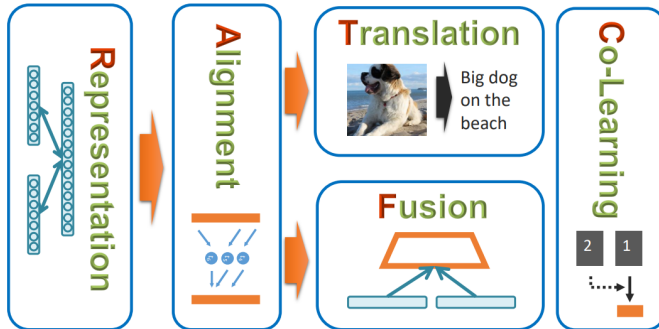 Representation
Alignment
Translation
Big dog
on the
beach
Fusion
Co-Learning
2 1